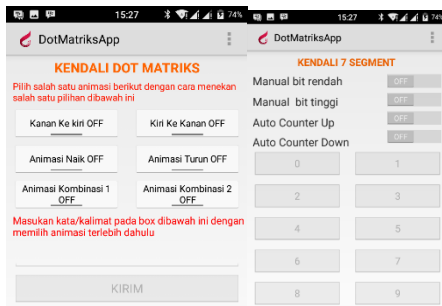 15:27
74%
DotMatriksApp
KENDALI DOT MATRIKS
Pilih salah satu animasi berikut dengan cara menekan
salah satu pilihan dibawah ini
Kanan Ke kiri OFF
Kiri Ke Kanan OFF
Animasi Naik OFF
Animasi Turun OFF
Animasi Kombinasi 1
OFF
Animasi Kombinasi 2
OFF
Masukan kata/kalimat pada box dibawah ini dengan
memilih animasi terlebih dahulu
KIRIM
15:27
74%
DotMatriksApp
KENDALI 7 SEGMENT
Manual bit rendah
OFF
Manual bit tinggi
OFF
Auto Counter Up
OFF
Auto Counter Down
OFF
0
1
2
3
4
5
6
7
8
9